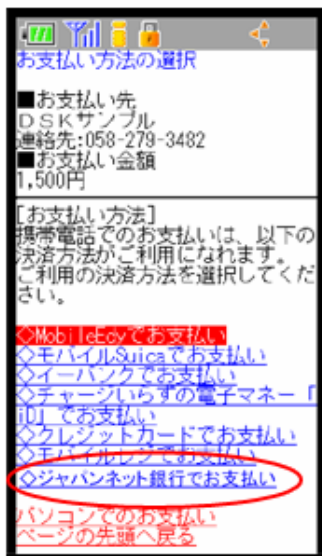 お支払い方法の選択
■お支払い先
DSKサンプル
連絡先:058-279-3482
■お支払い金額
1,500円
[お支払い方法]
携帯電話でのお支払いは、以下の
決済方法がご利用になれます。
ご利用の決済方法を選択してくだ
さい。
◇MobileEdyでお支払い
◇モバイルSuicaでお支払い
◇イーバンクでお支払い
◇チャージいらずの電子マネー「
iD」でお支払い
◇クレジットカードでお支払い
◇モバイルレジでお支払い
◇ジャパンネット銀行でお支払い
パソコンでのお支払い
ページの先頭へ戻る